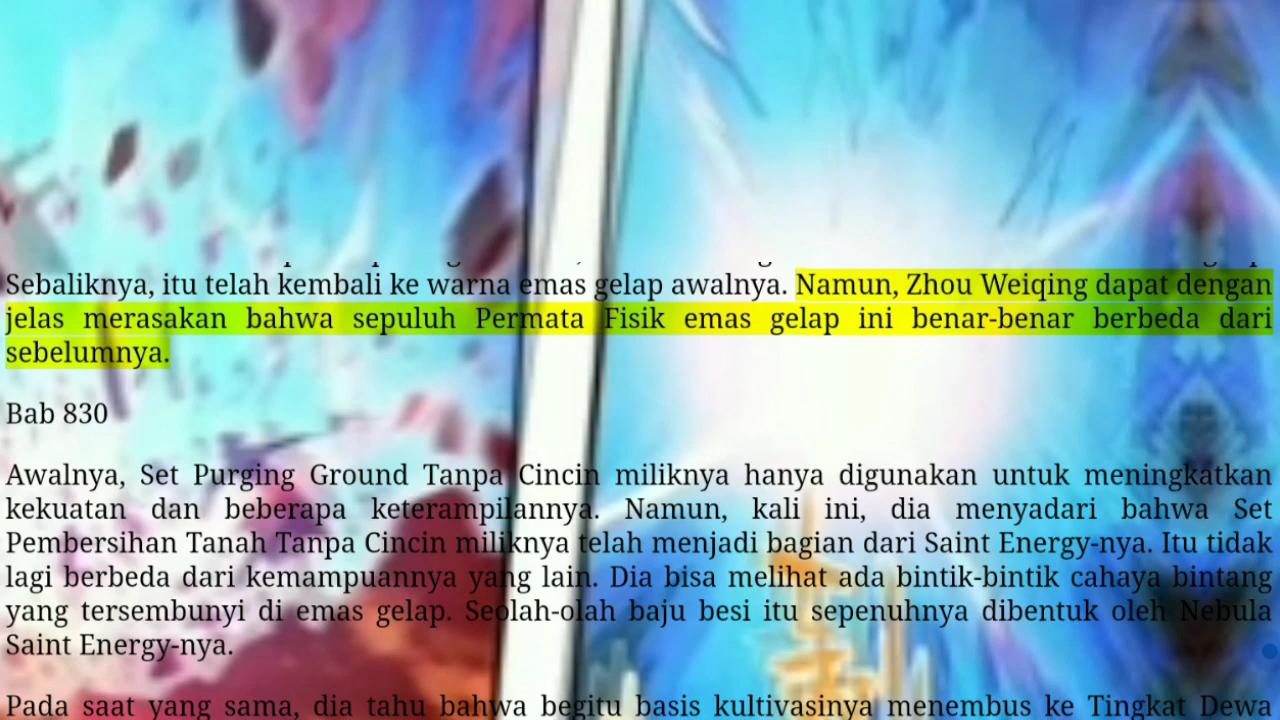 Sebaliknya, itu telah kembali ke warna emas gelap awalnya. Namun, Zhou Weiqing dapat dengan
jelas merasakan bahwa sepuluh Permata Fisik emas gelap ini benar-benar berbeda dari
sebelumnya.
Bab 830
Awalnya, Set Purging Ground Tanpa Cincin miliknya hanya digunakan untuk meningkatkan
kekuatan dan beberapa keterampilannya. Namun, kali ini, dia menyadari bahwa Set
Pembersihan Tanah Tanpa Cincin miliknya telah menjadi bagian dari Saint Energy-nya. Itu tidak
lagi berbeda dari kemampuannya yang lain. Dia bisa melihat ada bintik-bintik cahaya bintang
yang tersembunyi di emas gelap. Seolah-olah baju besi itu sepenuhnya dibentuk oleh Nebula
Saint Energy-nya.
Pada saat yang sama, dia tahu bahwa begitu basis kultivasinya menembus ke Tingkat Dewa